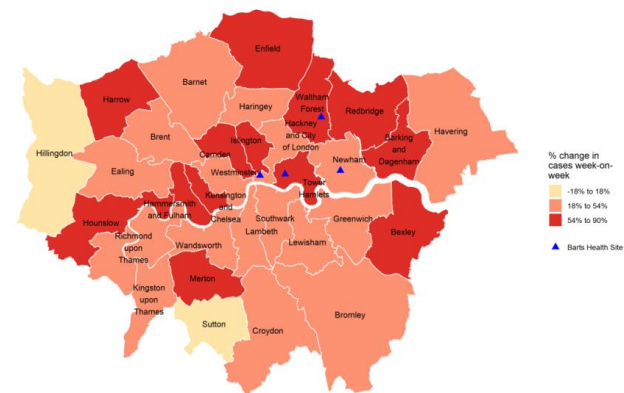 Enfield
Barnet
Harrow
Haringey
Waltham
Forest
Redbridge
Hackney
and City
of London
Havering
Barking
and
Dagenham
Brent
Islington
Camden
Hillingdon
Ealing
Westminster
Newham
Tower
Hamlets
Kensington
and
Chelsea
Hammersmith
and Fulham
Hounslow
Southwark
Greenwich
Bexley
Lambeth
Richmond
upon
Thames
Wandsworth
Lewisham
Merton
Kingston
upon
Thames
Sutton
Croydon
Bromley
% change in
cases week-on-
week
-18% to 18%
18% to 54%
54% to 90%
Barts Health Site